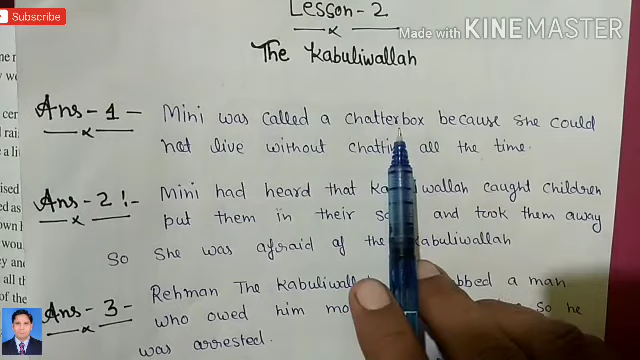 Subscribe
Made with KINEMASTER
Lesson - 2
The Kabuliwallah
Ans - 1 - Mini was called a chatterbox because she could
not live without all the time.
Ans - 2 :- Mini had heard that caught children
put them in their and took them away
So she was afraid of the Kabuliwallah
Ans - 3 - Rehman The a man
who owed him so he
was arrested.